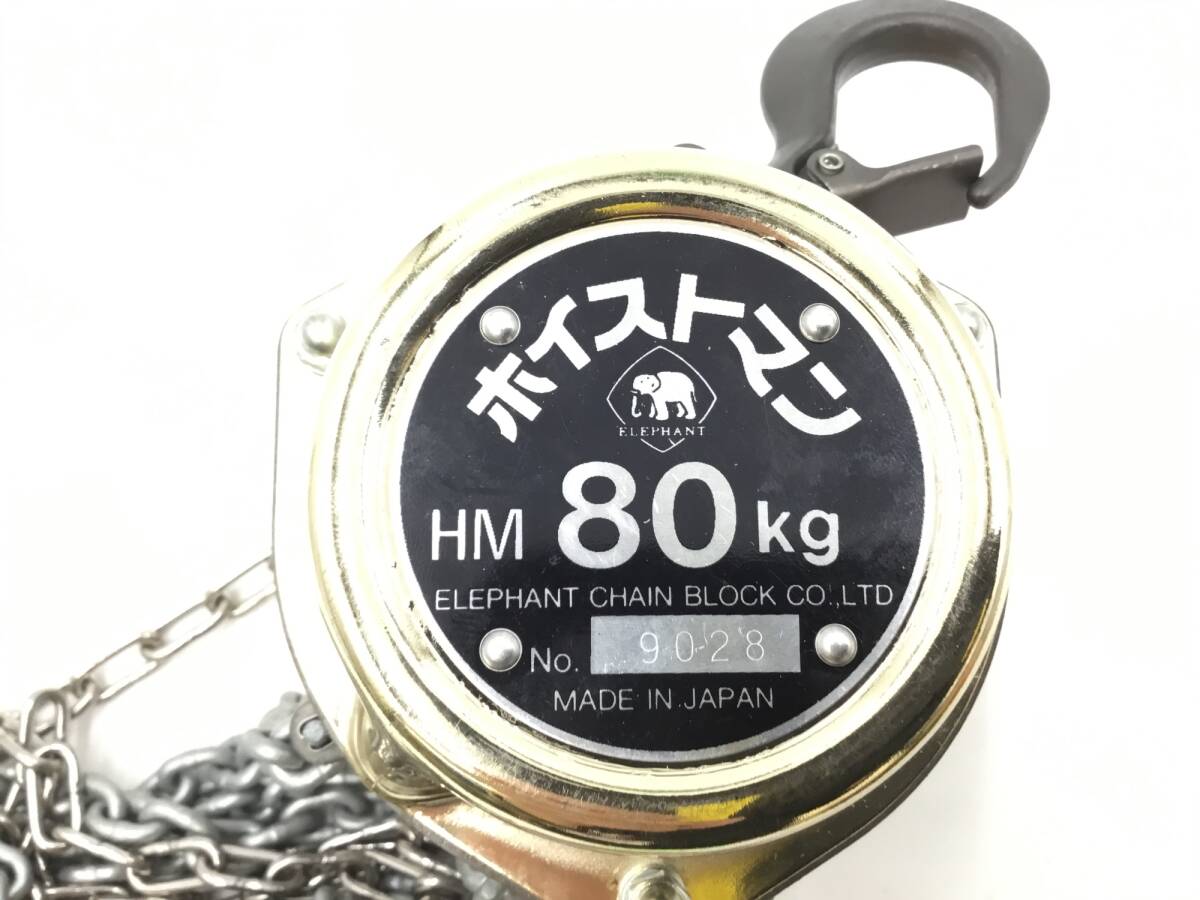 ホイストマン
ELEPHANT
HM 80 kg
ELEPHANT CHAIN BLOCK CO.,LTD
No. 9028
MADE IN JAPAN